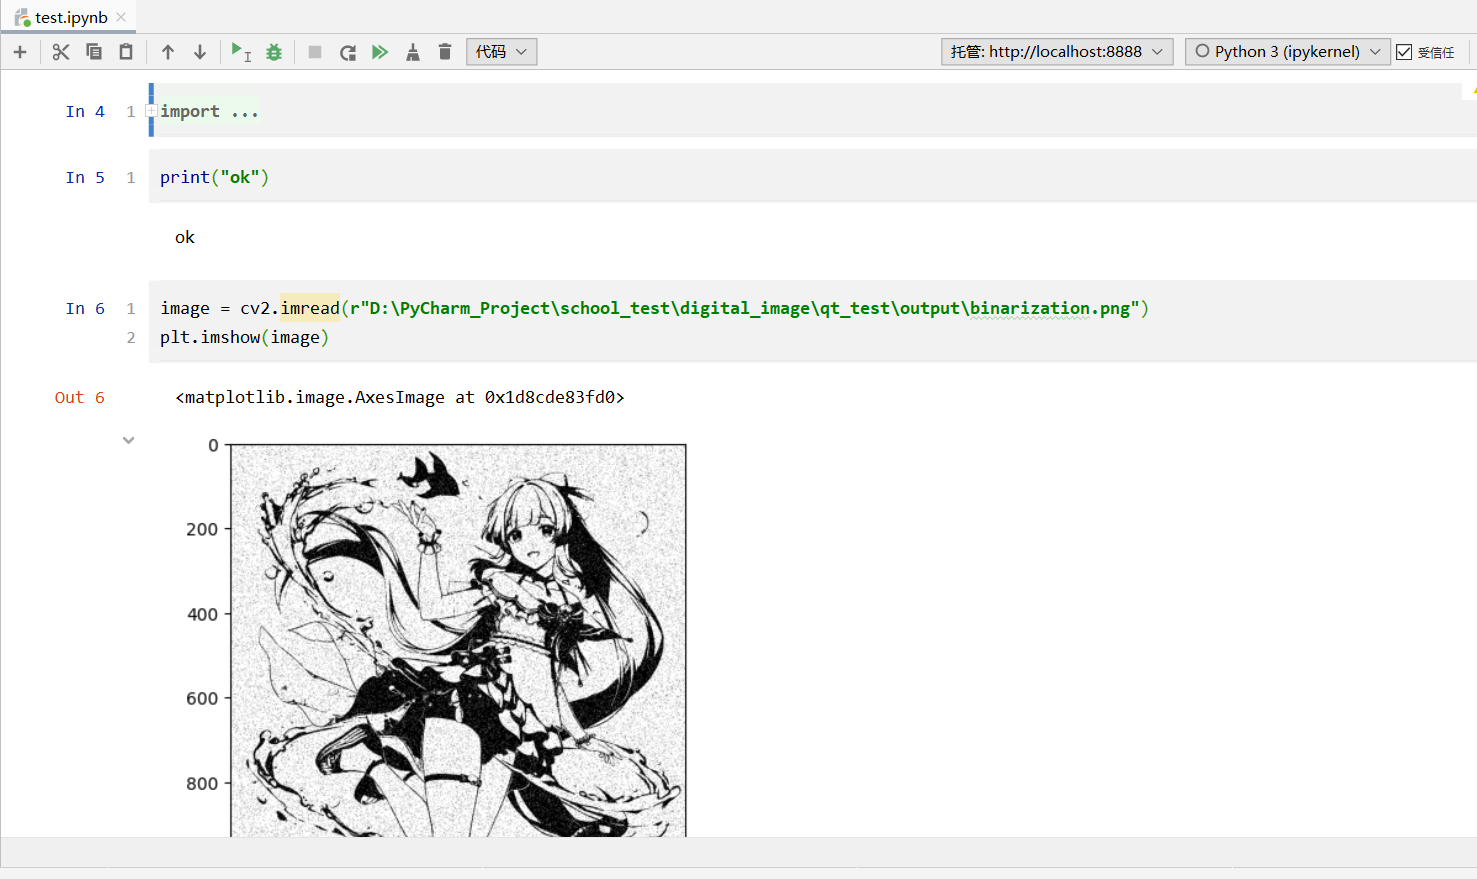 test.ipynb
代码
托管: http://localhost:8888
Python 3 (ipykernel)
受信任
In 4
1
import ...
In 5
1
print("ok")
ok
In 6
1
image = cv2.imread(r"D:\PyCharm_Project\school_test\digital_image\qt_test\output\binarization.png")
2
plt.imshow(image)
Out 6
<matplotlib.image.AxesImage at 0x1d8cde83fd0>
0
200
400
600
800